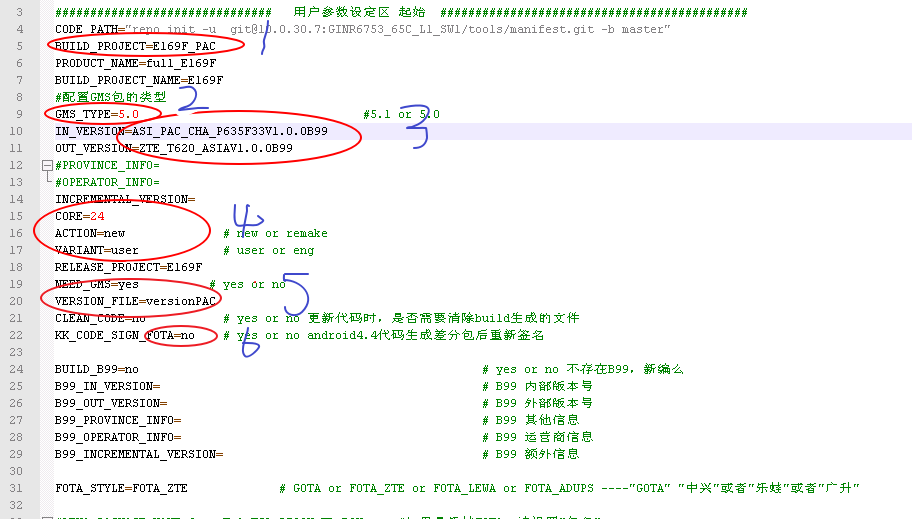 3 ############################### 用户参数设定区 起始 ############################################
4 CODE_PATH="repo init -u git@10.0.30.7:GINR6753_65C_L1_SW1/tools/manifest.git -b master"
1
5 BUILD_PROJECT=E169F_PAC
6 PRODUCT_NAME=full_E169F
7 BUILD_PROJECT_NAME=E169F
8 #配置GMS包的类型
2
9 GMS_TYPE=5.0 #5.1 or 5.0
3
10 IN_VERSION=ASI_PAC_CHA_P635F33V1.0.0B99
11 OUT_VERSION=ZTE_T620_ASIAV1.0.0B99
12 #PROVINCE_INFO=
13 #OPERATOR_INFO=
14 INCREMENTAL_VERSION=
15 CORE=24
4
16 ACTION=new # new or remake
17 VARIANT=user # user or eng
18 RELEASE_PROJECT=E169F
19 NEED_GMS=yes # yes or no
5
20 VERSION_FILE=versionPAC
21 CLEAN_CODE=no # yes or no 更新代码时，是否需要消除build生成的文件
22 KK_CODE_SIGN_FOTA=no # yes or no android4.4代码生成差分包后重新签名
6
23
24 BUILD_B99=no # yes or no 不存在B99，新编么
25 B99_IN_VERSION= # B99 内部版本号
26 B99_OUT_VERSION= # B99 外部版本号
27 B99_PROVINCE_INFO= # B99 其他信息
28 B99_OPERATOR_INFO= # B99 运营商信息
29 B99_INCREMENTAL_VERSION= # B99 额外信息
30
31 FOTA_STYLE=FOTA_ZTE # GOTA or FOTA_ZTE or FOTA_LEWA or FOTA_ADUPS ----"GOTA" "中兴"或者"乐蛙"或者"广升"
32